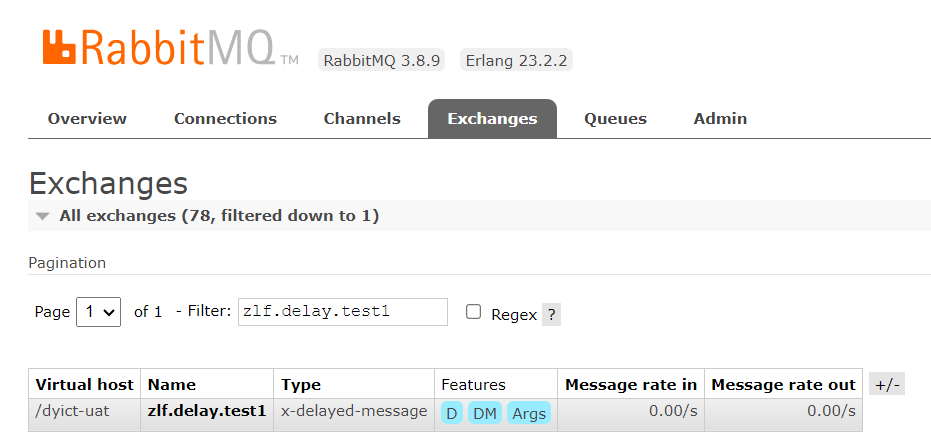 RabbitMQ TM RabbitMQ 3.8.9 Erlang 23.2.2
Overview Connections Channels Exchanges Queues Admin
Exchanges
All exchanges (78, filtered down to 1)
Pagination
Page 1 of 1 - Filter: zlf.delay.test1 Regex ?
Virtual host Name Type Features Message rate in Message rate out +/-
/dyict-uat zlf.delay.test1 x-delayed-message D DM Args 0.00/s 0.00/s